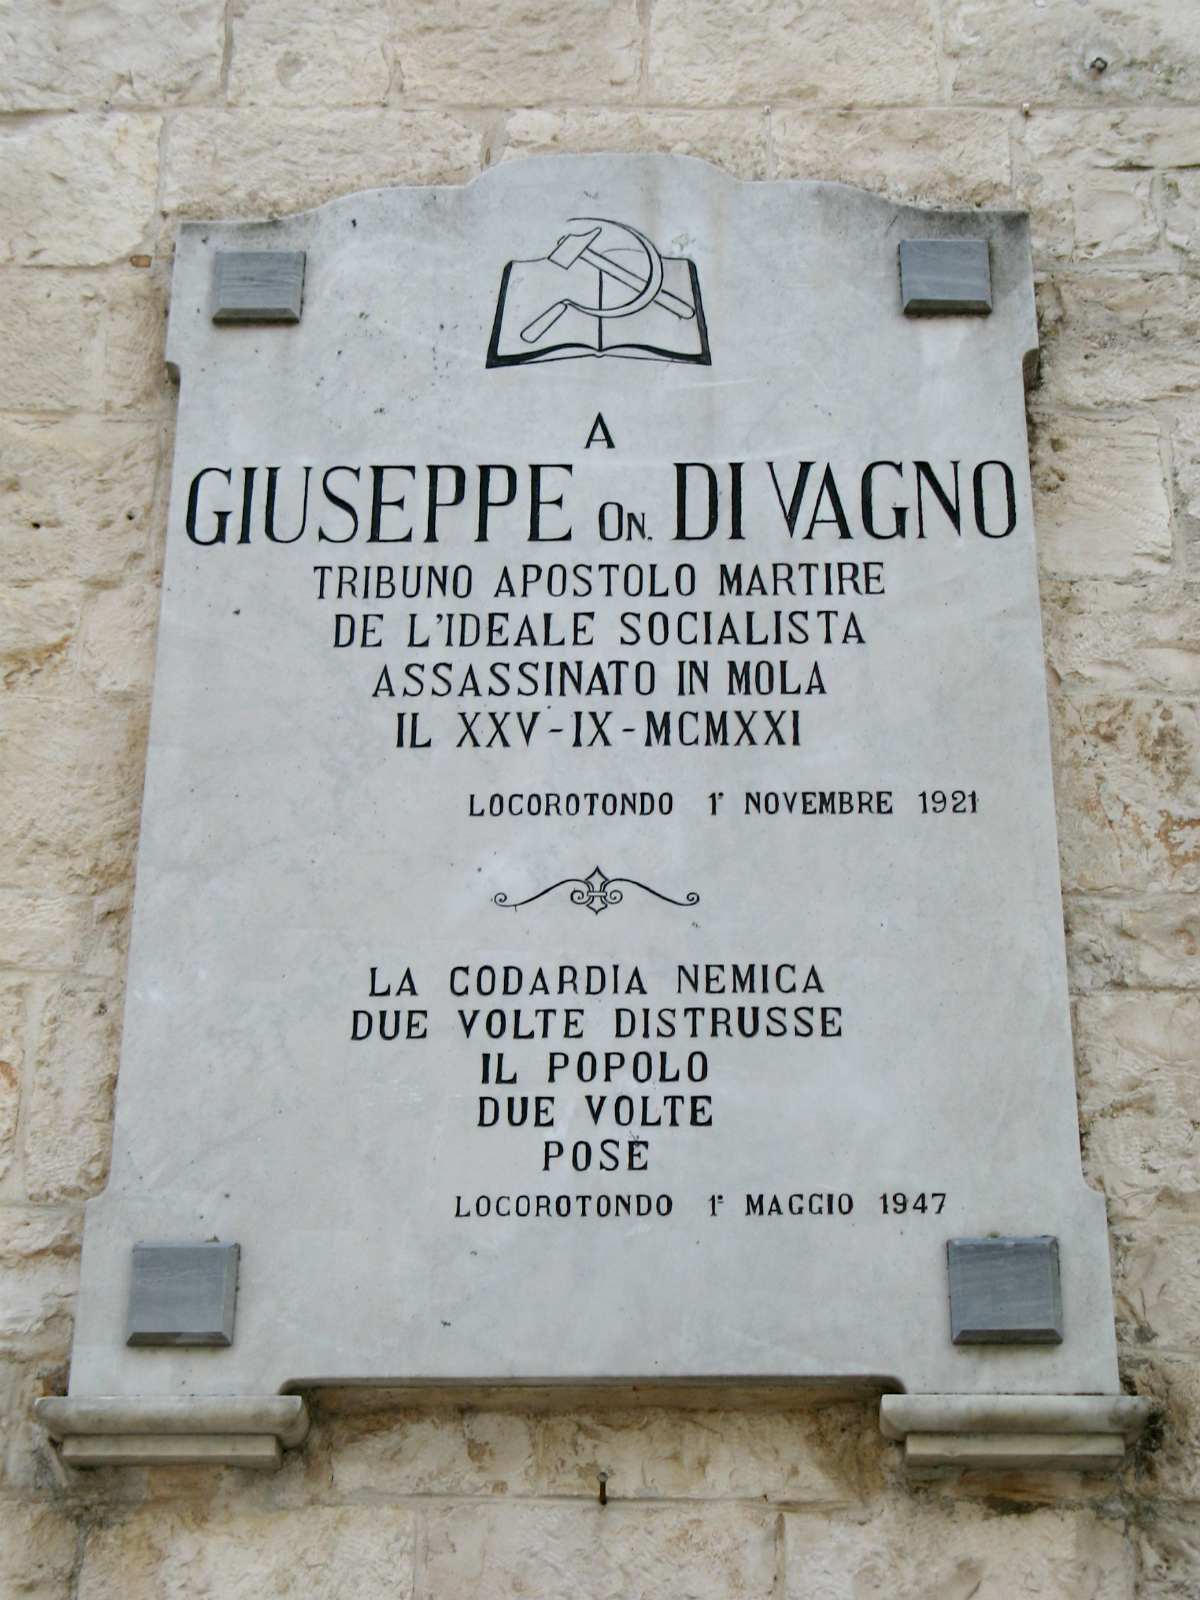 A
GIUSEPPE ON. DI VAGNO
TRIBUNO APOSTOLO MARTIRE
DE L'IDEALE SOCIALISTA
ASSASSINATO IN MOLA
IL XXV-IX-MCMXXI
LOCOROTONDO 1° NOVEMBRE 1921
LA CODARDIA NEMICA
DUE VOLTE DISTRUSSE
IL POPOLO
DUE VOLTE
POSE
LOCOROTONDO 1° MAGGIO 1947